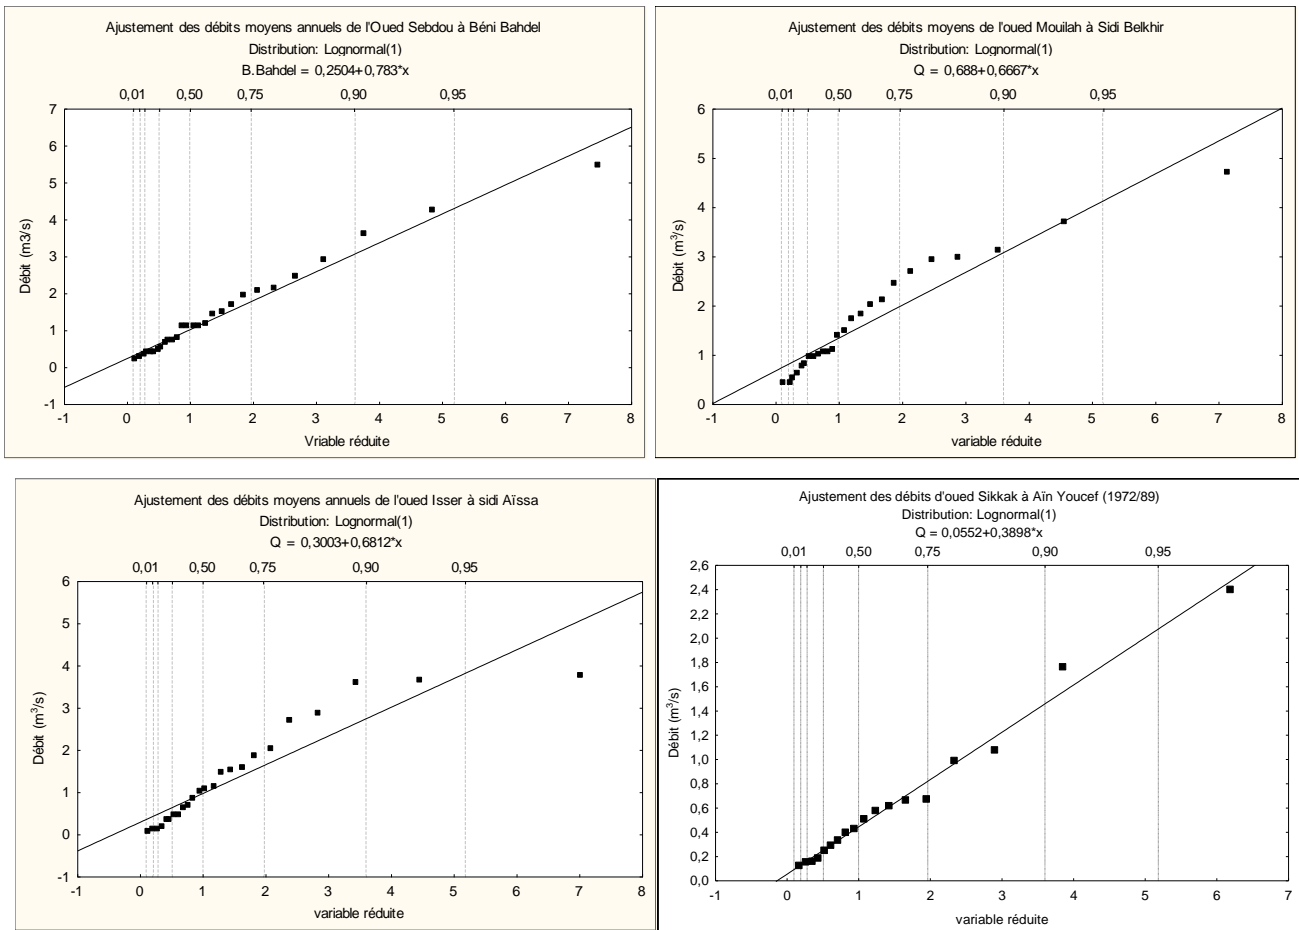 Ajustement des débits moyens annuels de l'Oued Sebdou à Béni Bahdel
Distribution: Lognormal(1)
B.Bahdel = 0,2504+0,783*x
0,01 0,50 0,75 0,90 0,95
7
6
5
4
3
2
1
0
-1
Débit (m3/s)
-1 0 1 2 3 4 5 6 7 8
Vriable réduite
Ajustement des débits moyens de l'oued Mouilah à Sidi Belkhir
Distribution: Lognormal(1)
Q = 0,688+0,6667*x
0,01 0,50 0,75 0,90 0,95
6
5
4
3
2
1
0
Débit (m³/s)
-1 0 1 2 3 4 5 6 7 8
variable réduite
Ajustement des débits moyens annuels de l'oued Isser à sidi Aïssa
Distribution: Lognormal(1)
Q = 0,3003+0,6812*x
0,01 0,50 0,75 0,90 0,95
6
5
4
3
2
1
0
-1
Débit (m³/s)
-1 0 1 2 3 4 5 6 7 8
variable réduite
Ajustement des débits d'oued Sikkak à Aïn Youcef (1972/89)
Distribution: Lognormal(1)
Q = 0,0552+0,3898*x
0,01 0,50 0,75 0,90 0,95
2,6
2,4
2,2
2,0
1,8
1,6
1,4
1,2
1,0
0,8
0,6
0,4
0,2
0,0
Débit (m³/s)
-1 0 1 2 3 4 5 6 7
variable réduite